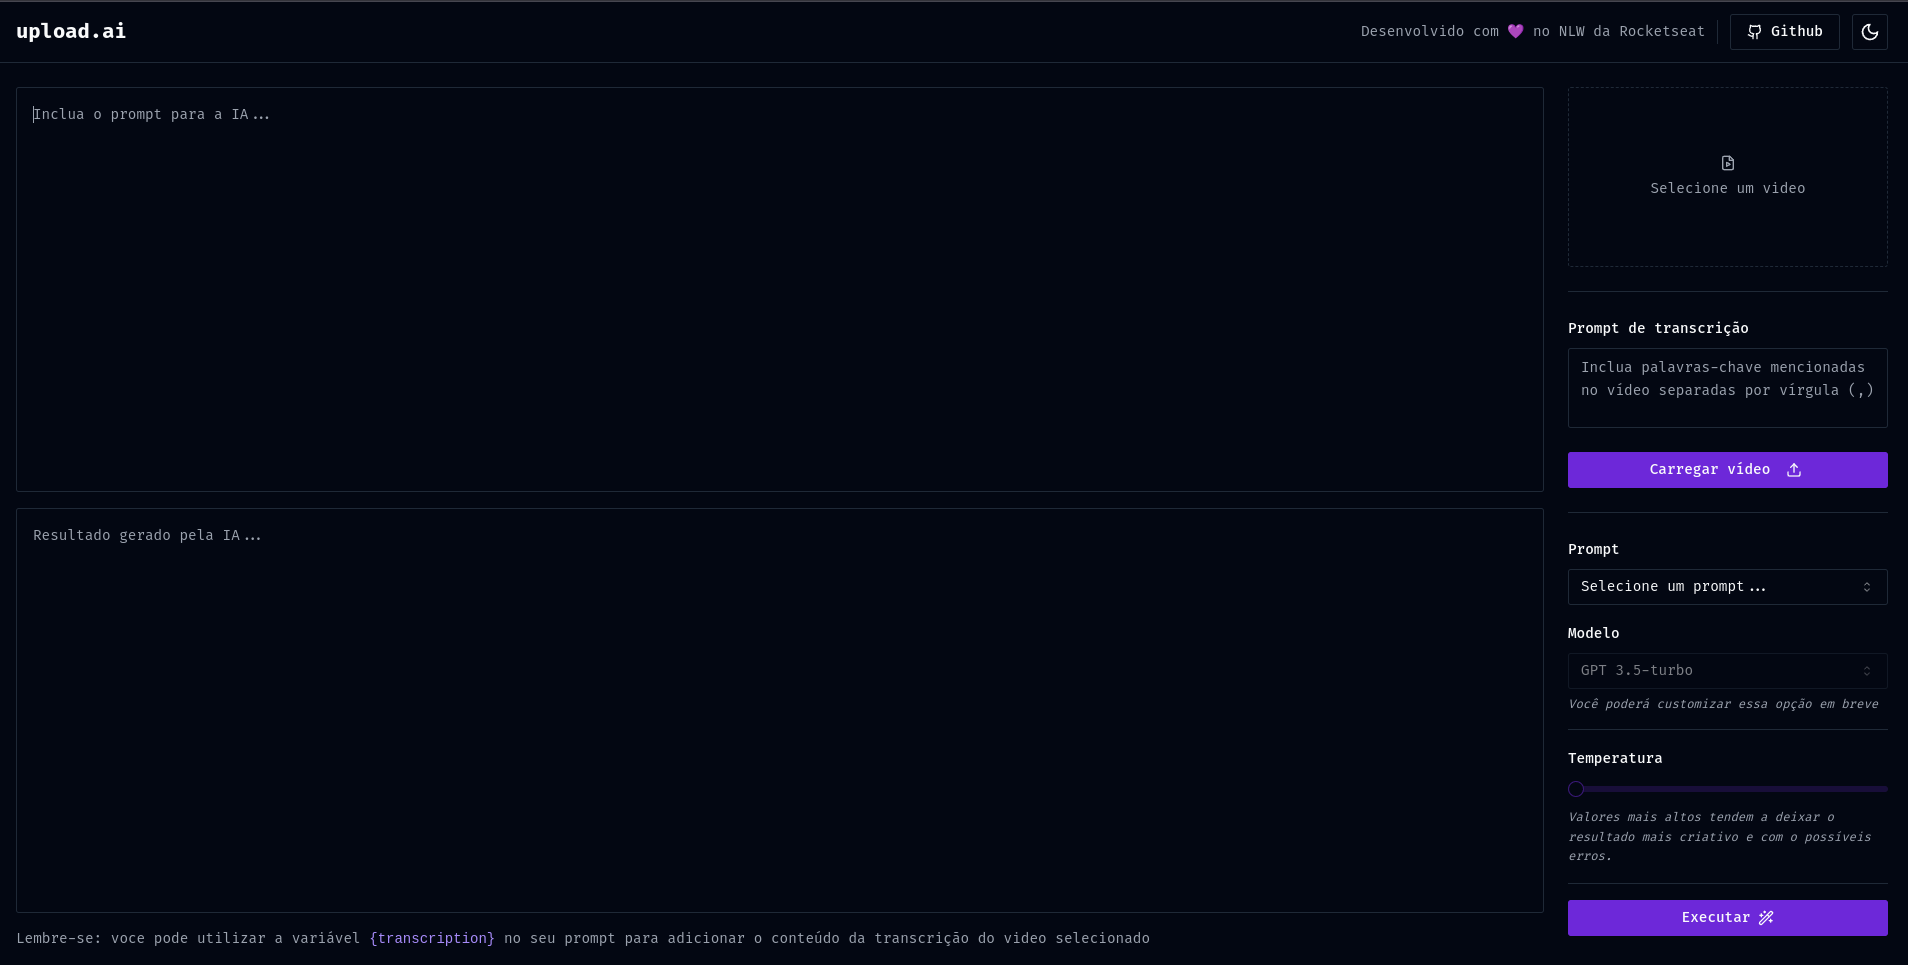 upload.ai
Desenvolvido com 💜 no NLW da Rocketseat
Github
Inclua o prompt para a IA...
Resultado gerado pela IA...
Lembre-se: voce pode utilizar a variável {transcription} no seu prompt para adicionar o conteúdo da transcrição do video selecionado
Selecione um video
Prompt de transcrição
Inclua palavras-chave mencionadas
no vídeo separadas por vírgula (,)
Carregar vídeo
Prompt
Selecione um prompt...
Modelo
GPT 3.5-turbo
Você poderá customizar essa opção em breve
Temperatura
Valores mais altos tendem a deixar o
resultado mais criativo e com o possíveis
erros.
Executar